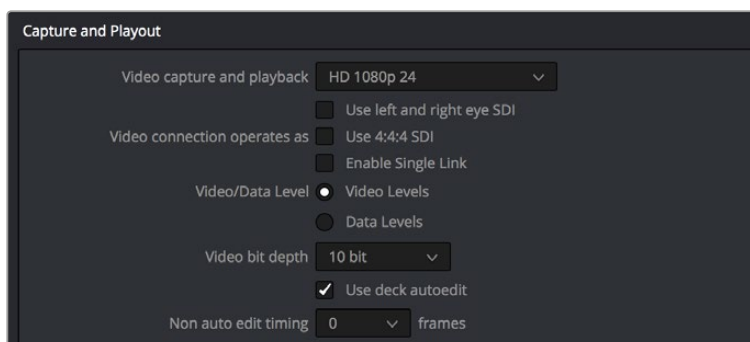 Capture and Playout
Video capture and playback HD 1080p 24
Use left and right eye SDI
Video connection operates as Use 4:4:4 SDI
Enable Single Link
Video/Data Level Video Levels
Data Levels
Video bit depth 10 bit
Use deck autoedit
Non auto edit timing 0 frames